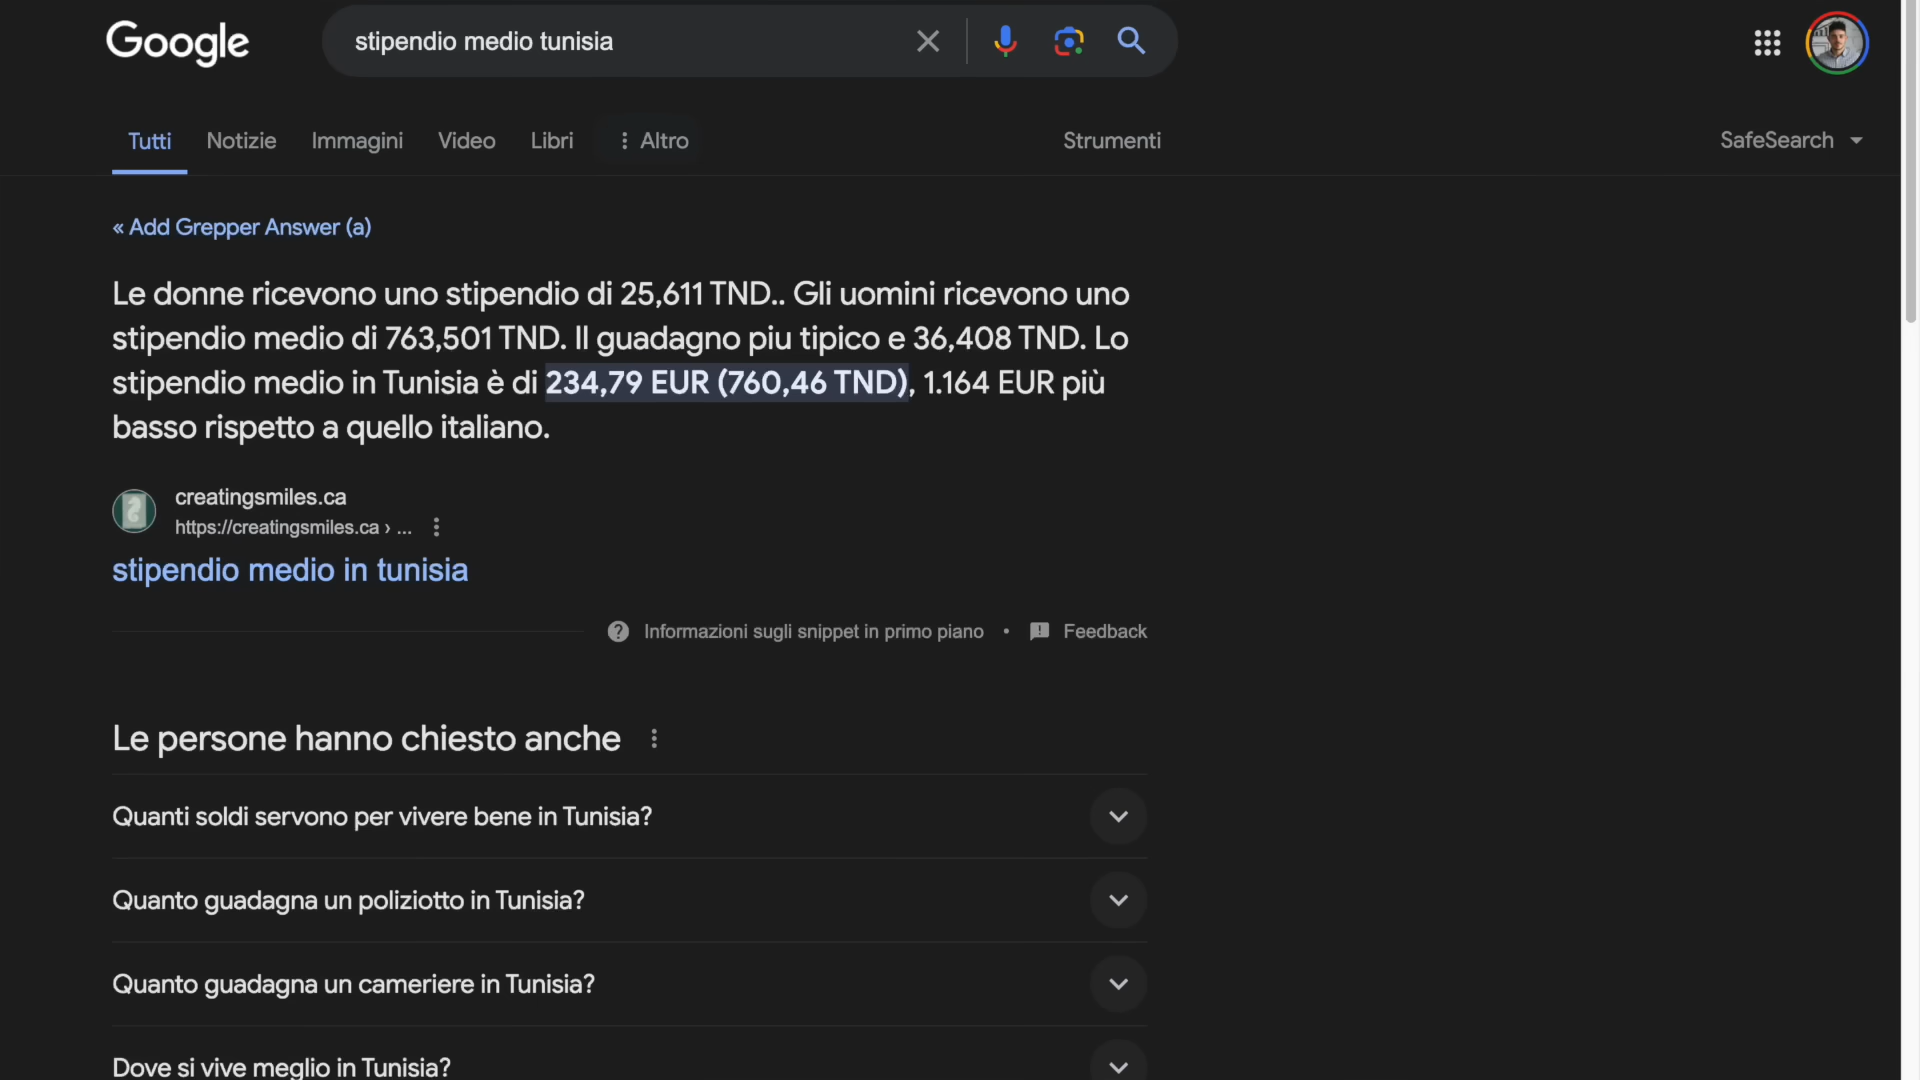 Google
stipendio medio tunisia
Tutti
Notizie
Immagini
Video
Libri
Altro
Strumenti
SafeSearch
« Add Grepper Answer (a)
Le donne ricevono uno stipendio di 25,611 TND.. Gli uomini ricevono uno
stipendio medio di 763,501 TND. Il guadagno piu tipico e 36,408 TND. Lo
stipendio medio in Tunisia è di 234,79 EUR (760,46 TND), 1.164 EUR più
basso rispetto a quello italiano.
creatingsmiles.ca
https://creatingsmiles.ca › ...
stipendio medio in tunisia
Informazioni sugli snippet in primo piano • Feedback
Le persone hanno chiesto anche
Quanti soldi servono per vivere bene in Tunisia?
Quanto guadagna un poliziotto in Tunisia?
Quanto guadagna un cameriere in Tunisia?
Dove si vive meglio in Tunisia?